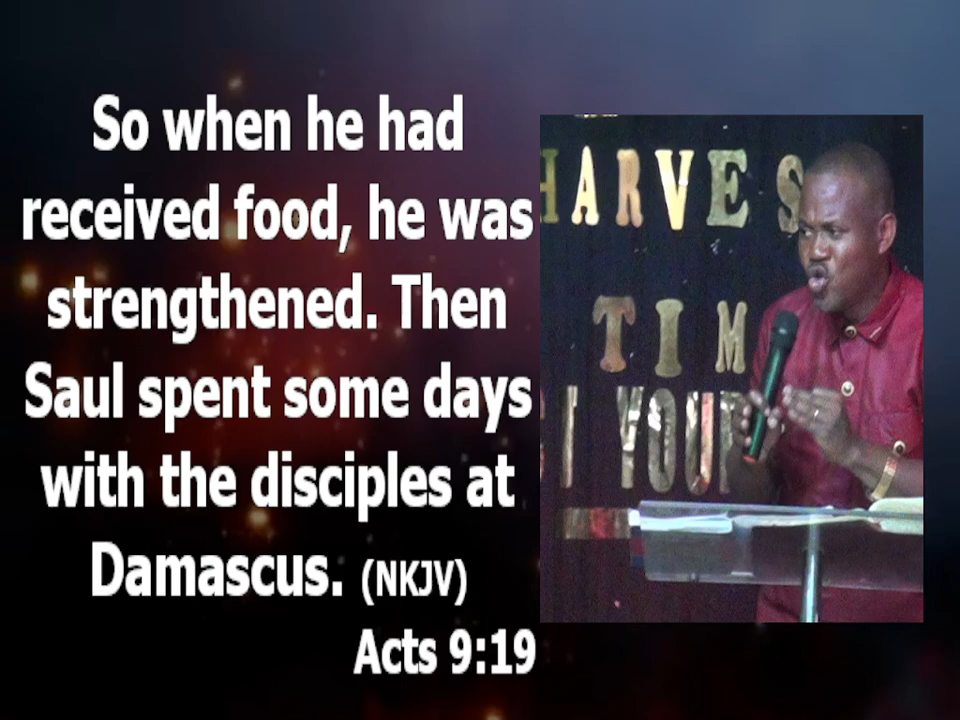 So when he had
received food, he was
strengthened. Then
Saul spent some days
with the disciples at
Damascus. (NKJV)
Acts 9:19
HARVES
TIM
YOUR